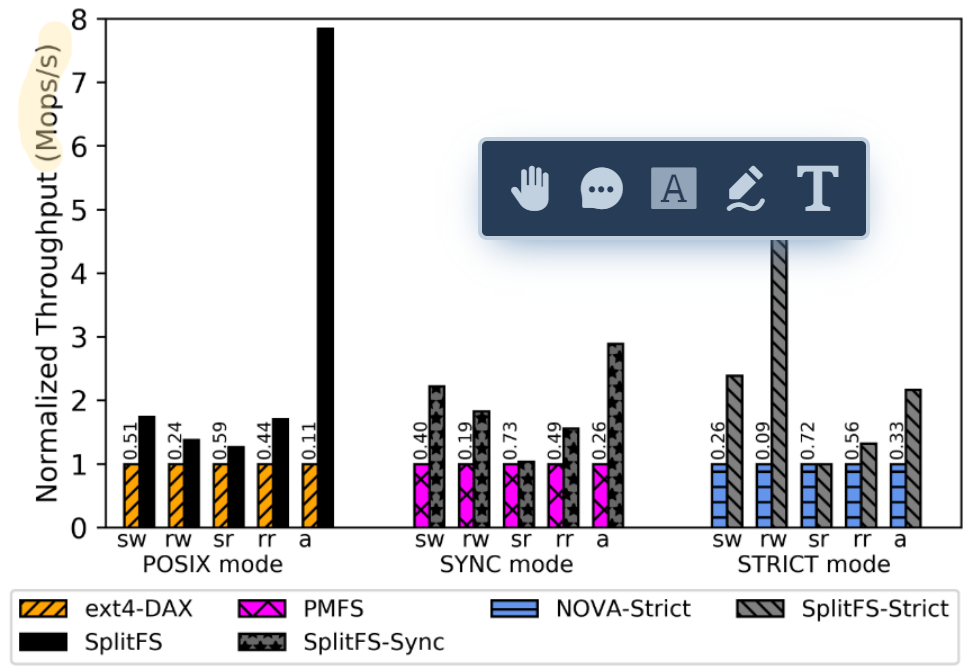 Normalized Throughput (Mops/s)
8
7
6
5
4
3
2
1
0
A
T
0.51
0.24
0.59
0.44
0.11
0.40
0.19
0.73
0.49
0.26
0.26
0.09
0.72
0.56
0.33
sw rw sr rr a
sw rw sr rr a
sw rw sr rr a
POSIX mode
SYNC mode
STRICT mode
ext4-DAX
PMFS
NOVA-Strict
SplitFS-Strict
SplitFS
SplitFS-Sync